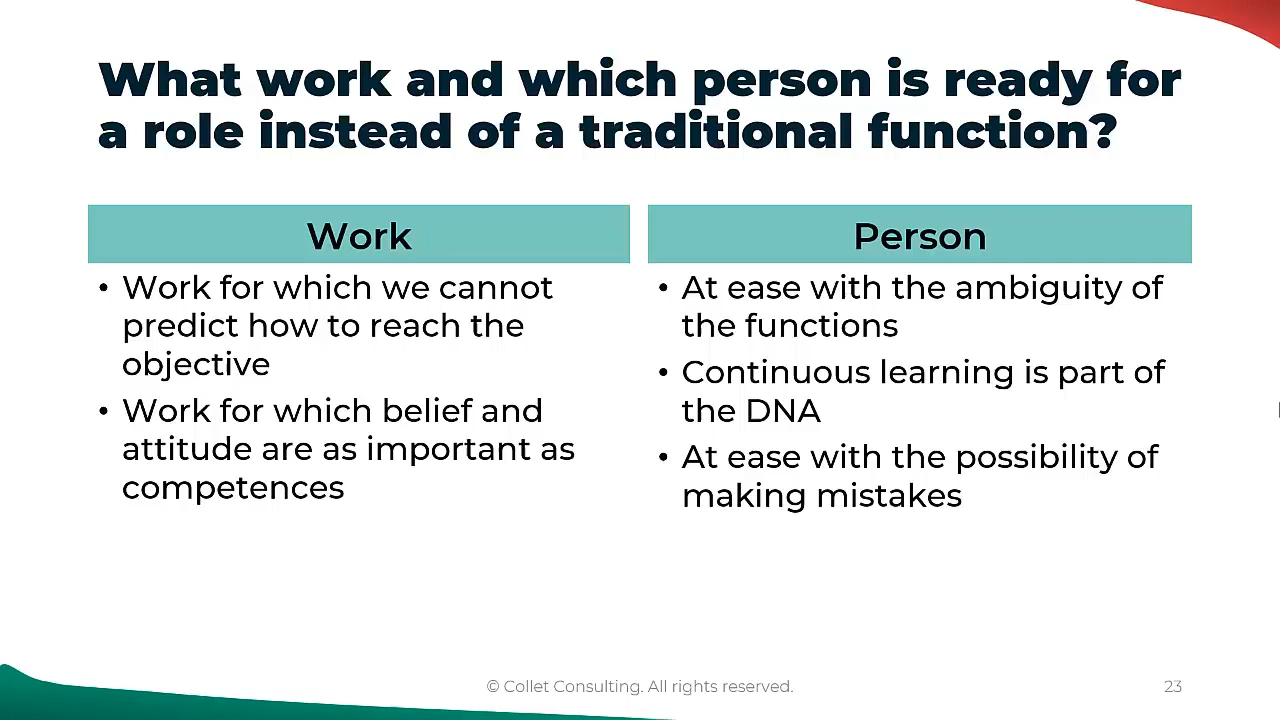 What work and which person is ready for
a role instead of a traditional function?
Work
• Work for which we cannot
predict how to reach the
objective
• Work for which belief and
attitude are as important as
competences
Person
• At ease with the ambiguity of
the functions
• Continuous learning is part of
the DNA
• At ease with the possibility of
making mistakes
© Collet Consulting. All rights reserved.
23